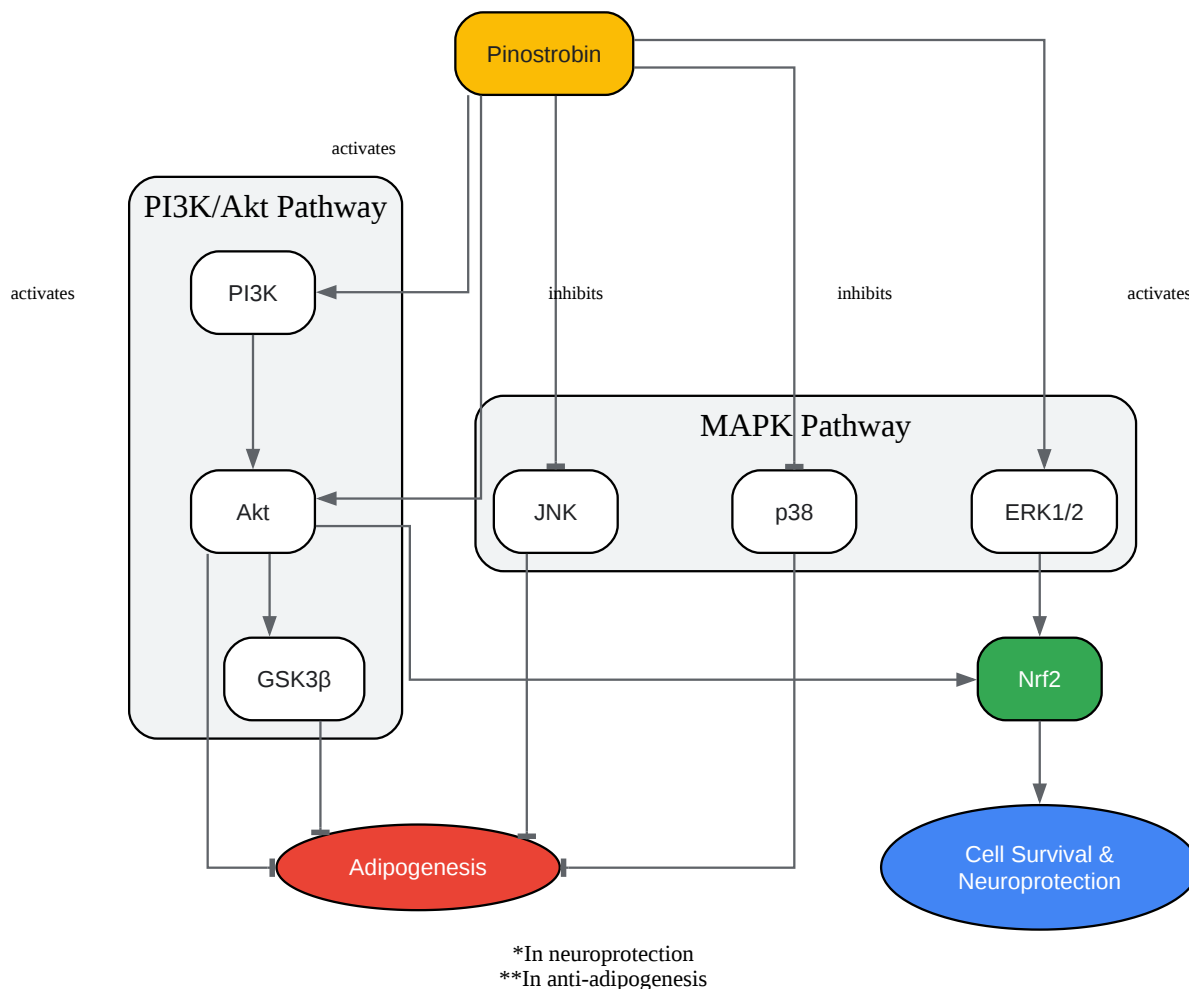 Pinostrobin
activates
PI3K/Akt Pathway
PI3K
activates
inhibits
inhibits
activates
MAPK Pathway
Akt
JNK
p38
ERK1/2
GSK3β
Nrf2
Adipogenesis
Cell Survival &
Neuroprotection
*In neuroprotection
**In anti-adipogenesis